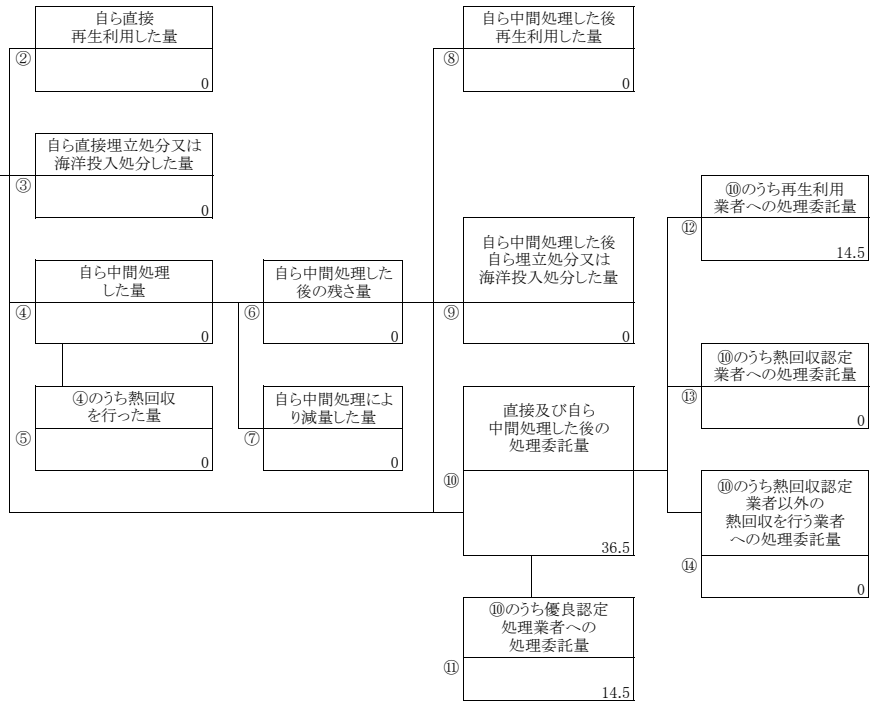 自ら直接
再生利用した量
②
0
自ら直接埋立処分又は
海洋投入処分した量
③
0
自ら中間処理
した量
④
0
④のうち熱回収
を行った量
⑤
0
自ら中間処理した
後の残さ量
⑥
0
自ら中間処理によ
り減量した量
⑦
0
自ら中間処理した後
再生利用した量
⑧
0
自ら中間処理した後
自ら埋立処分又は
海洋投入処分した量
⑨
0
直接及び自ら
中間処理した後の
処理委託量
⑩
36.5
⑩のうち優良認定
処理業者への
処理委託量
⑪
14.5
⑩のうち再生利用
業者への処理委託量
⑫
14.5
⑩のうち熱回収認定
業者への処理委託量
⑬
0
⑩のうち熱回収認定
業者以外の
熱回収を行う業者
への処理委託量
⑭
0